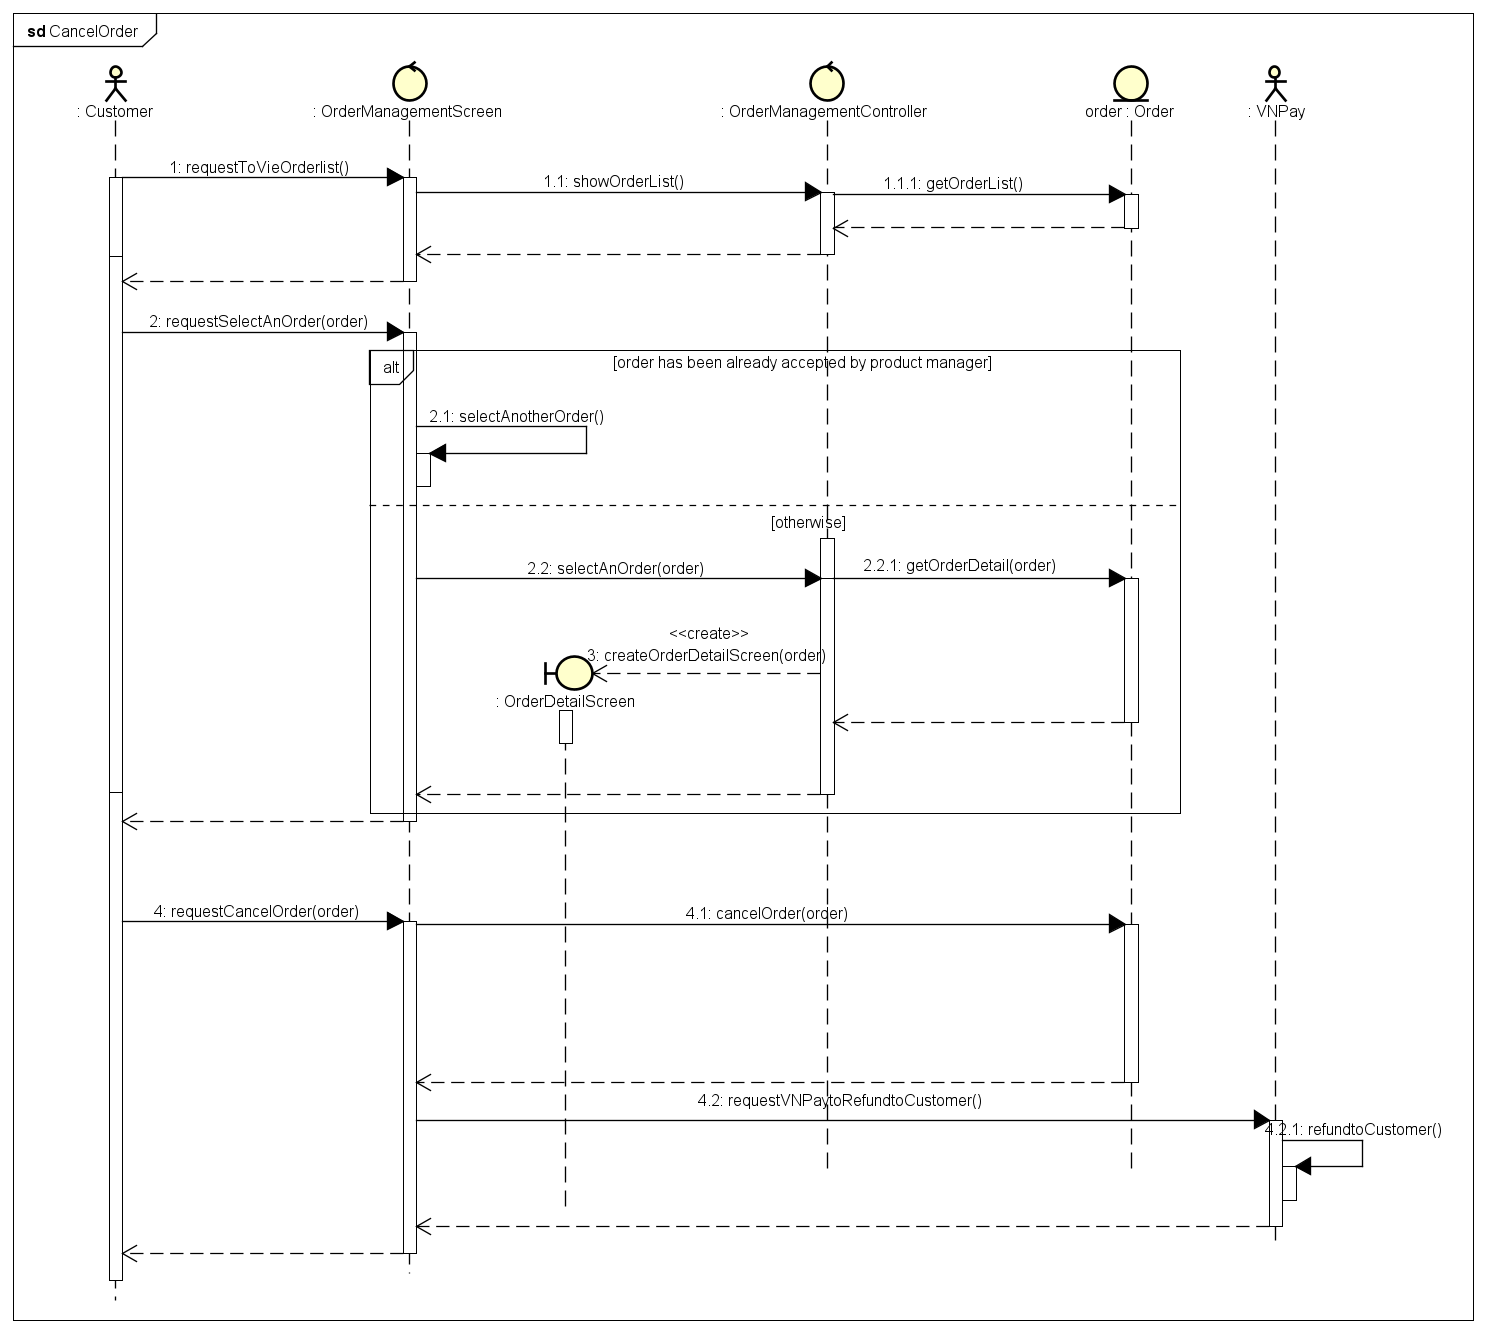 sd CancelOrder
: Customer
: OrderManagementScreen
: OrderManagementController
order : Order
: VNPay
1: requestToVieOrderlist()
1.1: showOrderList()
1.1.1: getOrderList()
2: requestSelectAnOrder(order)
alt
[order has been already accepted by product manager]
2.1: selectAnotherOrder()
[otherwise]
2.2: selectAnOrder(order)
2.2.1: getOrderDetail(order)
<<create>>
3: createOrderDetailScreen(order)
: OrderDetailScreen
4: requestCancelOrder(order)
4.1: cancelOrder(order)
4.2: requestVNPaytoRefundtoCustomer()
4.2.1: refundtoCustomer()